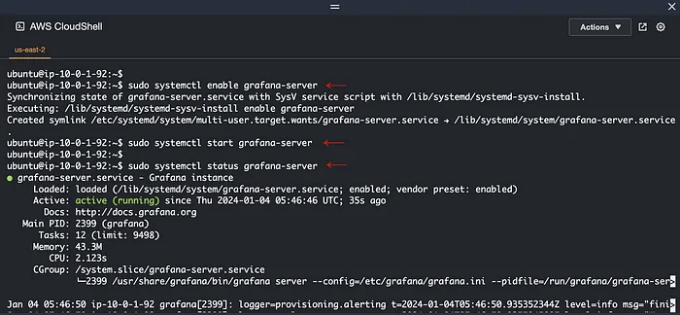 AWS CloudShell
Actions
us-east-2
ubuntu@ip-10-0-1-92:~$
ubuntu@ip-10-0-1-92:~$ sudo systemctl enable grafana-server
Synchronizing state of grafana-server.service with SysV service script with /lib/systemd/systemd-sysv-install.
Executing: /lib/systemd/systemd-sysv-install enable grafana-server
Created symlink /etc/systemd/system/multi-user.target.wants/grafana-server.service → /lib/systemd/system/grafana-server.service
.
ubuntu@ip-10-0-1-92:~$ sudo systemctl start grafana-server
ubuntu@ip-10-0-1-92:~$
ubuntu@ip-10-0-1-92:~$ sudo systemctl status grafana-server
● grafana-server.service - Grafana instance
Loaded: loaded (/lib/systemd/system/grafana-server.service; enabled; vendor preset: enabled)
Active: active (running) since Thu 2024-01-04 05:46:46 UTC; 35s ago
Docs: http://docs.grafana.org
Main PID: 2399 (grafana)
Tasks: 12 (limit: 9498)
Memory: 43.3M
CPU: 2.123s
CGroup: /system.slice/grafana-server.service
└─2399 /usr/share/grafana/bin/grafana server --config=/etc/grafana/grafana.ini --pidfile=/run/grafana/grafana-ser>
Jan 04 05:46:50 ip-10-0-1-92 grafana[2399]: logger=provisioning.alerting t=2024-01-04T05:46:50.935352344Z level=info msg="fini>